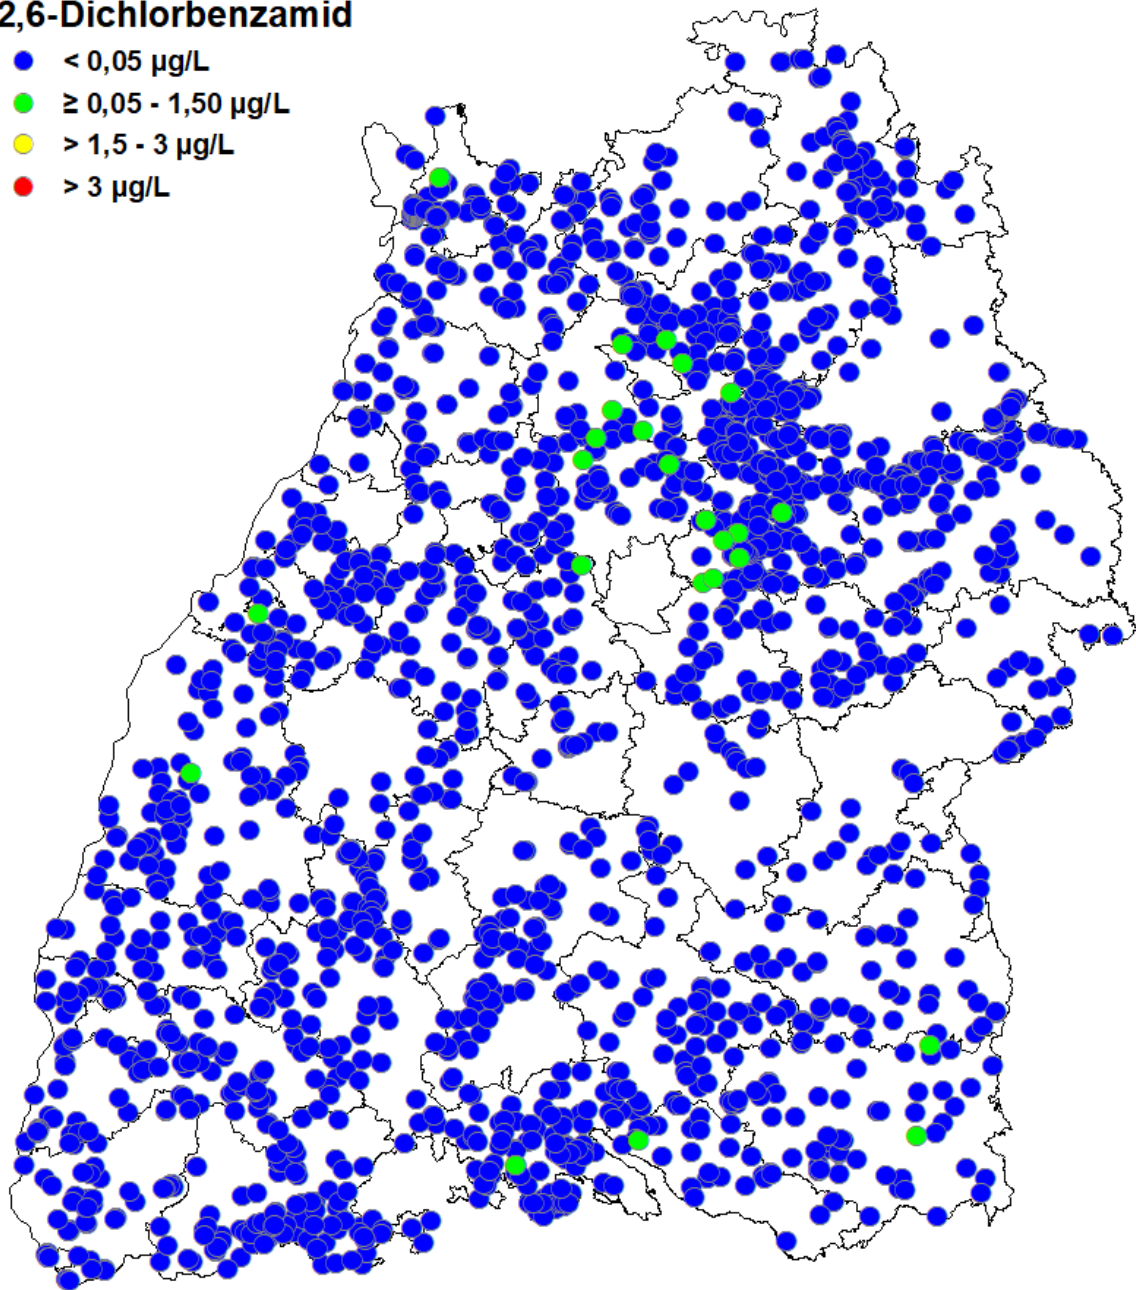 2,6-Dichlorbenzamid
< 0,05 µg/L
≥ 0,05 - 1,50 µg/L
> 1,5 - 3 µg/L
> 3 µg/L